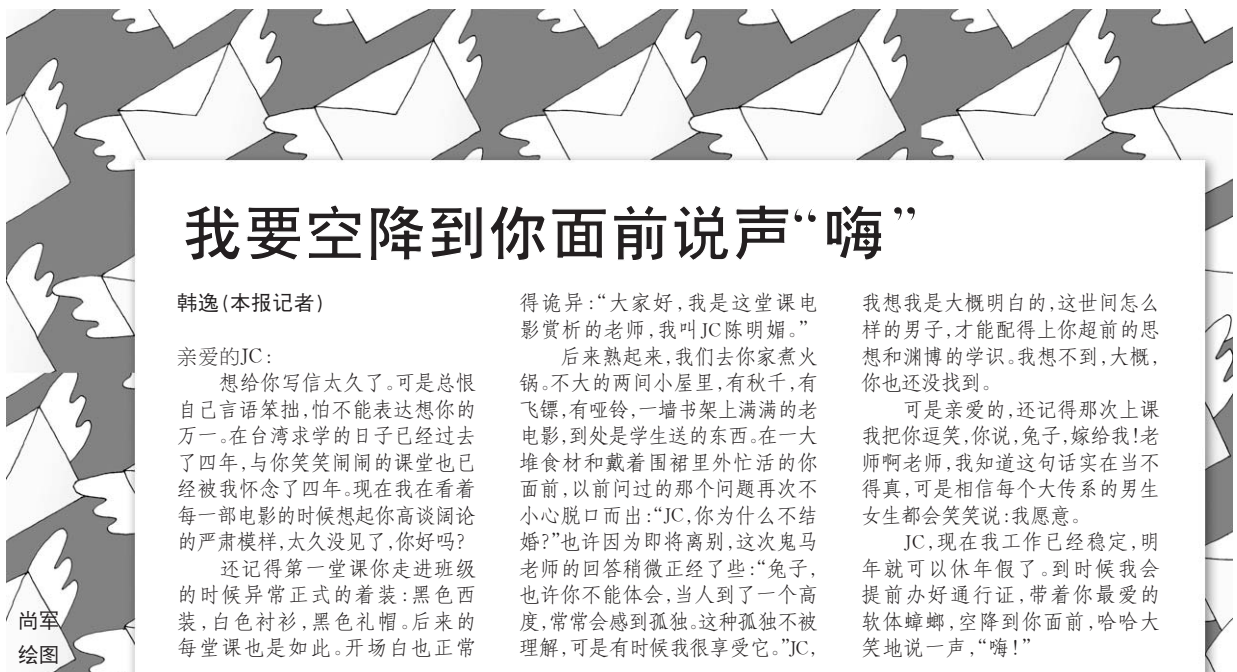 我要空降到你面前说声“嗨”
韩逸(本报记者)
亲爱的JC:
想给你写信太久了。可是总恨
自己言语笨拙,怕不能表达想你的
万一。在台湾求学的日子已经过去
了四年,与你笑笑闹闹的课堂也已
经被我怀念了四年。现在我在看着
每一部电影的时候想起你高谈阔论
的严肃模样,太久没见了,你好吗?
还记得第一堂课你走进班级
的时候异常正式的着装:黑色西
装,白色衬衫,黑色礼帽。后来的
每堂课也是如此。开场白也正常
得诡异:“大家好,我是这堂课电
影赏析的老师,我叫JC陈明媚。”
后来熟起来,我们去你家煮火
锅。不大的两间小屋里,有秋千,有
飞镖,有哑铃,一墙书架上满满的老
电影,到处是学生送的东西。在一大
堆食材和戴着围裙里外忙活的你
面前,以前问过的那个问题再次不
小心脱口而出:“JC,你为什么不结
婚?”也许因为即将离别,这次鬼马
老师的回答稍微正经了些:“兔子,
也许你不能体会,当人到了一个高
度,常常会感到孤独。这种孤独不被
理解,可是有时候我很享受它。”JC,
我想我是大概明白的,这世间怎么
样的男子,才能配得上你超前的思
想和渊博的学识。我想不到,大概,
你也还没找到。
可是亲爱的,还记得那次上课
我把你逗笑,你说,兔子,嫁给我!老
师啊老师,我知道这句话实在当不
得真,可是相信每个大传系的男生
女生都会笑笑说:我愿意。
JC,现在我工作已经稳定,明
年就可以休年假了。到时候我会
提前办好通行证,带着你最爱的
软体蟑螂,空降到你面前,哈哈大
笑地说一声,“嗨!”
尚军
绘图